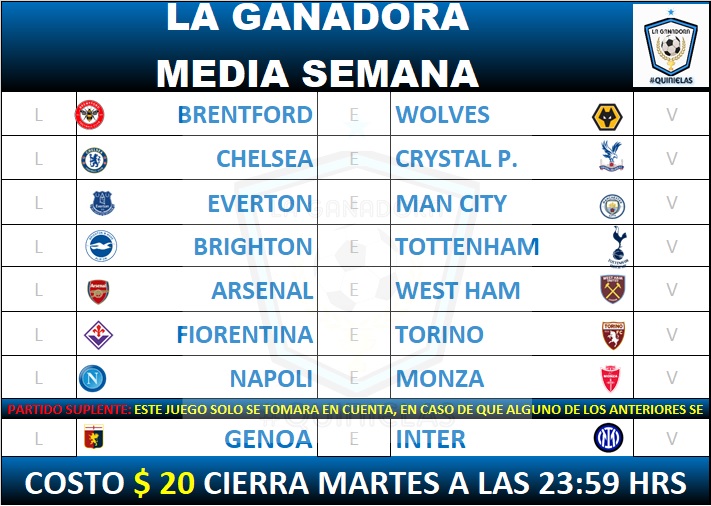 LA GANADORA
MEDIA SEMANA
LA GANADORA
#QUINIELAS
L BRENTFORD E WOLVES V
L CHELSEA E CRYSTAL P. V
L EVERTON E MAN CITY V
L BRIGHTON E TOTTENHAM V
L ARSENAL E WEST HAM V
L FIORENTINA E TORINO V
L NAPOLI E MONZA V
PARTIDO SUPLENTE: ESTE JUEGO SOLO SE TOMARA EN CUENTA, EN CASO DE QUE ALGUNO DE LOS ANTERIORES SE
L GENOA E INTER V
COSTO $ 20 CIERRA MARTES A LAS 23:59 HRS